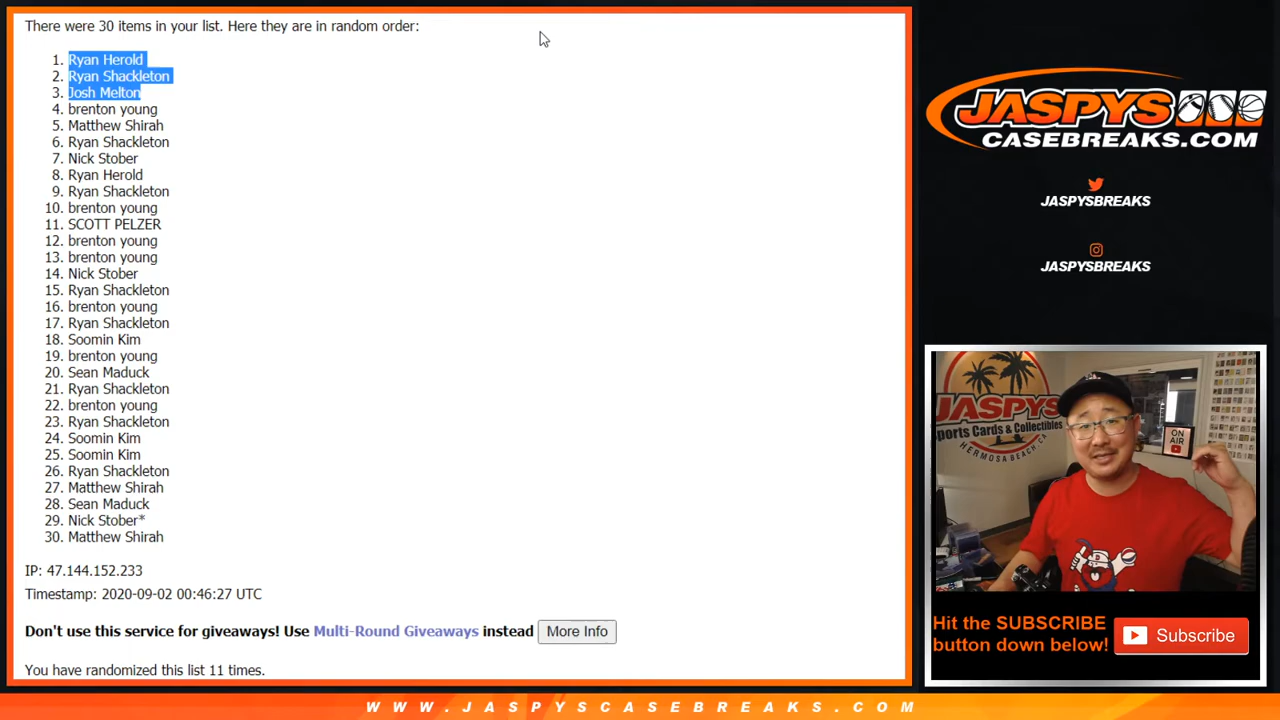 There were 30 items in your list. Here they are in random order:
1. Ryan Herold
2. Ryan Shackleton
3. Josh Melton
4. brenton young
5. Matthew Shirah
6. Ryan Shackleton
7. Nick Stober
8. Ryan Herold
9. Ryan Shackleton
10. brenton young
11. SCOTT PELZER
12. brenton young
13. brenton young
14. Nick Stober
15. Ryan Shackleton
16. brenton young
17. Ryan Shackleton
18. Soomin Kim
19. brenton young
20. Sean Maduck
21. Ryan Shackleton
22. brenton young
23. Ryan Shackleton
24. Soomin Kim
25. Soomin Kim
26. Ryan Shackleton
27. Matthew Shirah
28. Sean Maduck
29. Nick Stober*
30. Matthew Shirah
IP: 47.144.152.233
Timestamp: 2020-09-02 00:46:27 UTC
Don't use this service for giveaways! Use Multi-Round Giveaways instead More Info
You have randomized this list 11 times.
JASPYS
CASEBREAKS.COM
JASPYSBREAKS
JASPYSBREAKS
JASPYS
ports Cards & Collectibles
HERMOSA BEACH, CA
ON
AIR
Hit the SUBSCRIBE
button down below!
Subscribe
WWW.JASPYSCASEBREAKS.COM